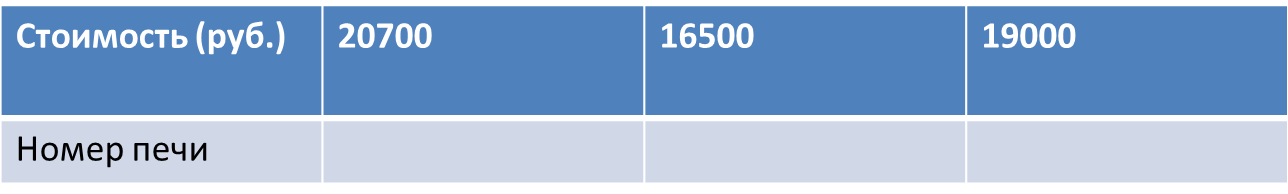 Стоимость (руб.) 20700 16500 19000
Номер печи